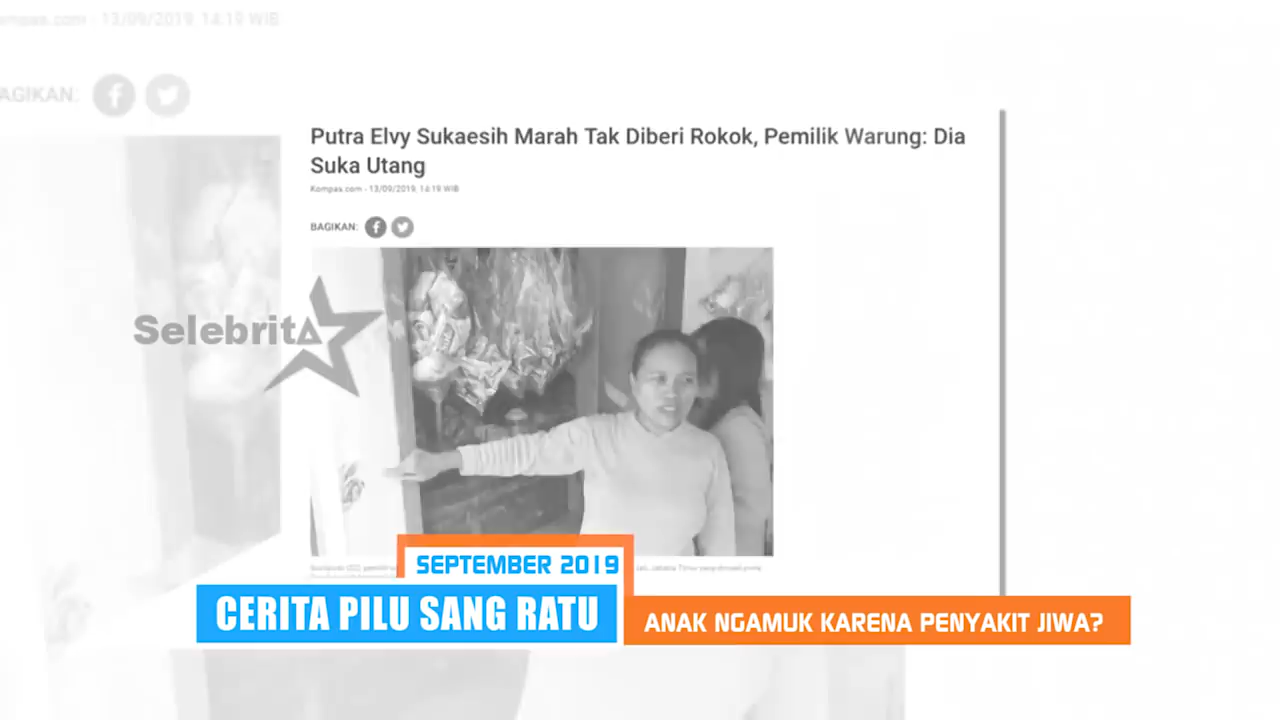 ompas.com - 13/09/2019, 14:19 WIB
AGIKAN:
Putra Elvy Sukaesih Marah Tak Diberi Rokok, Pemilik Warung: Dia
Suka Utang
Kompas.com - 13/09/2019, 14:19 WIB
BAGIKAN:
Selebrita
SEPTEMBER 2019
CERITA PILU SANG RATU
ANAK NGAMUK KARENA PENYAKIT JIWA?